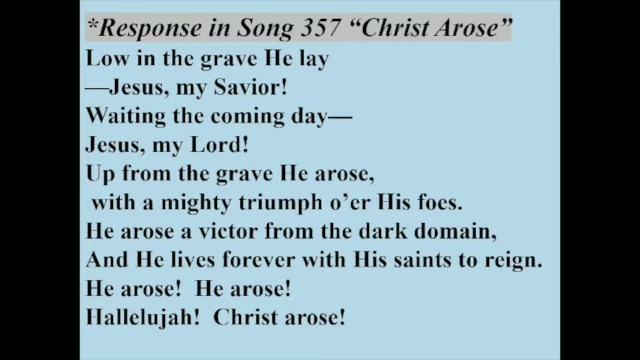 *Response in Song 357 “Christ Arose”
Low in the grave He lay
—Jesus, my Savior!
Waiting the coming day—
Jesus, my Lord!
Up from the grave He arose,
with a mighty triumph o’er His foes.
He arose a victor from the dark domain,
And He lives forever with His saints to reign.
He arose!  He arose!
Hallelujah!  Christ arose!